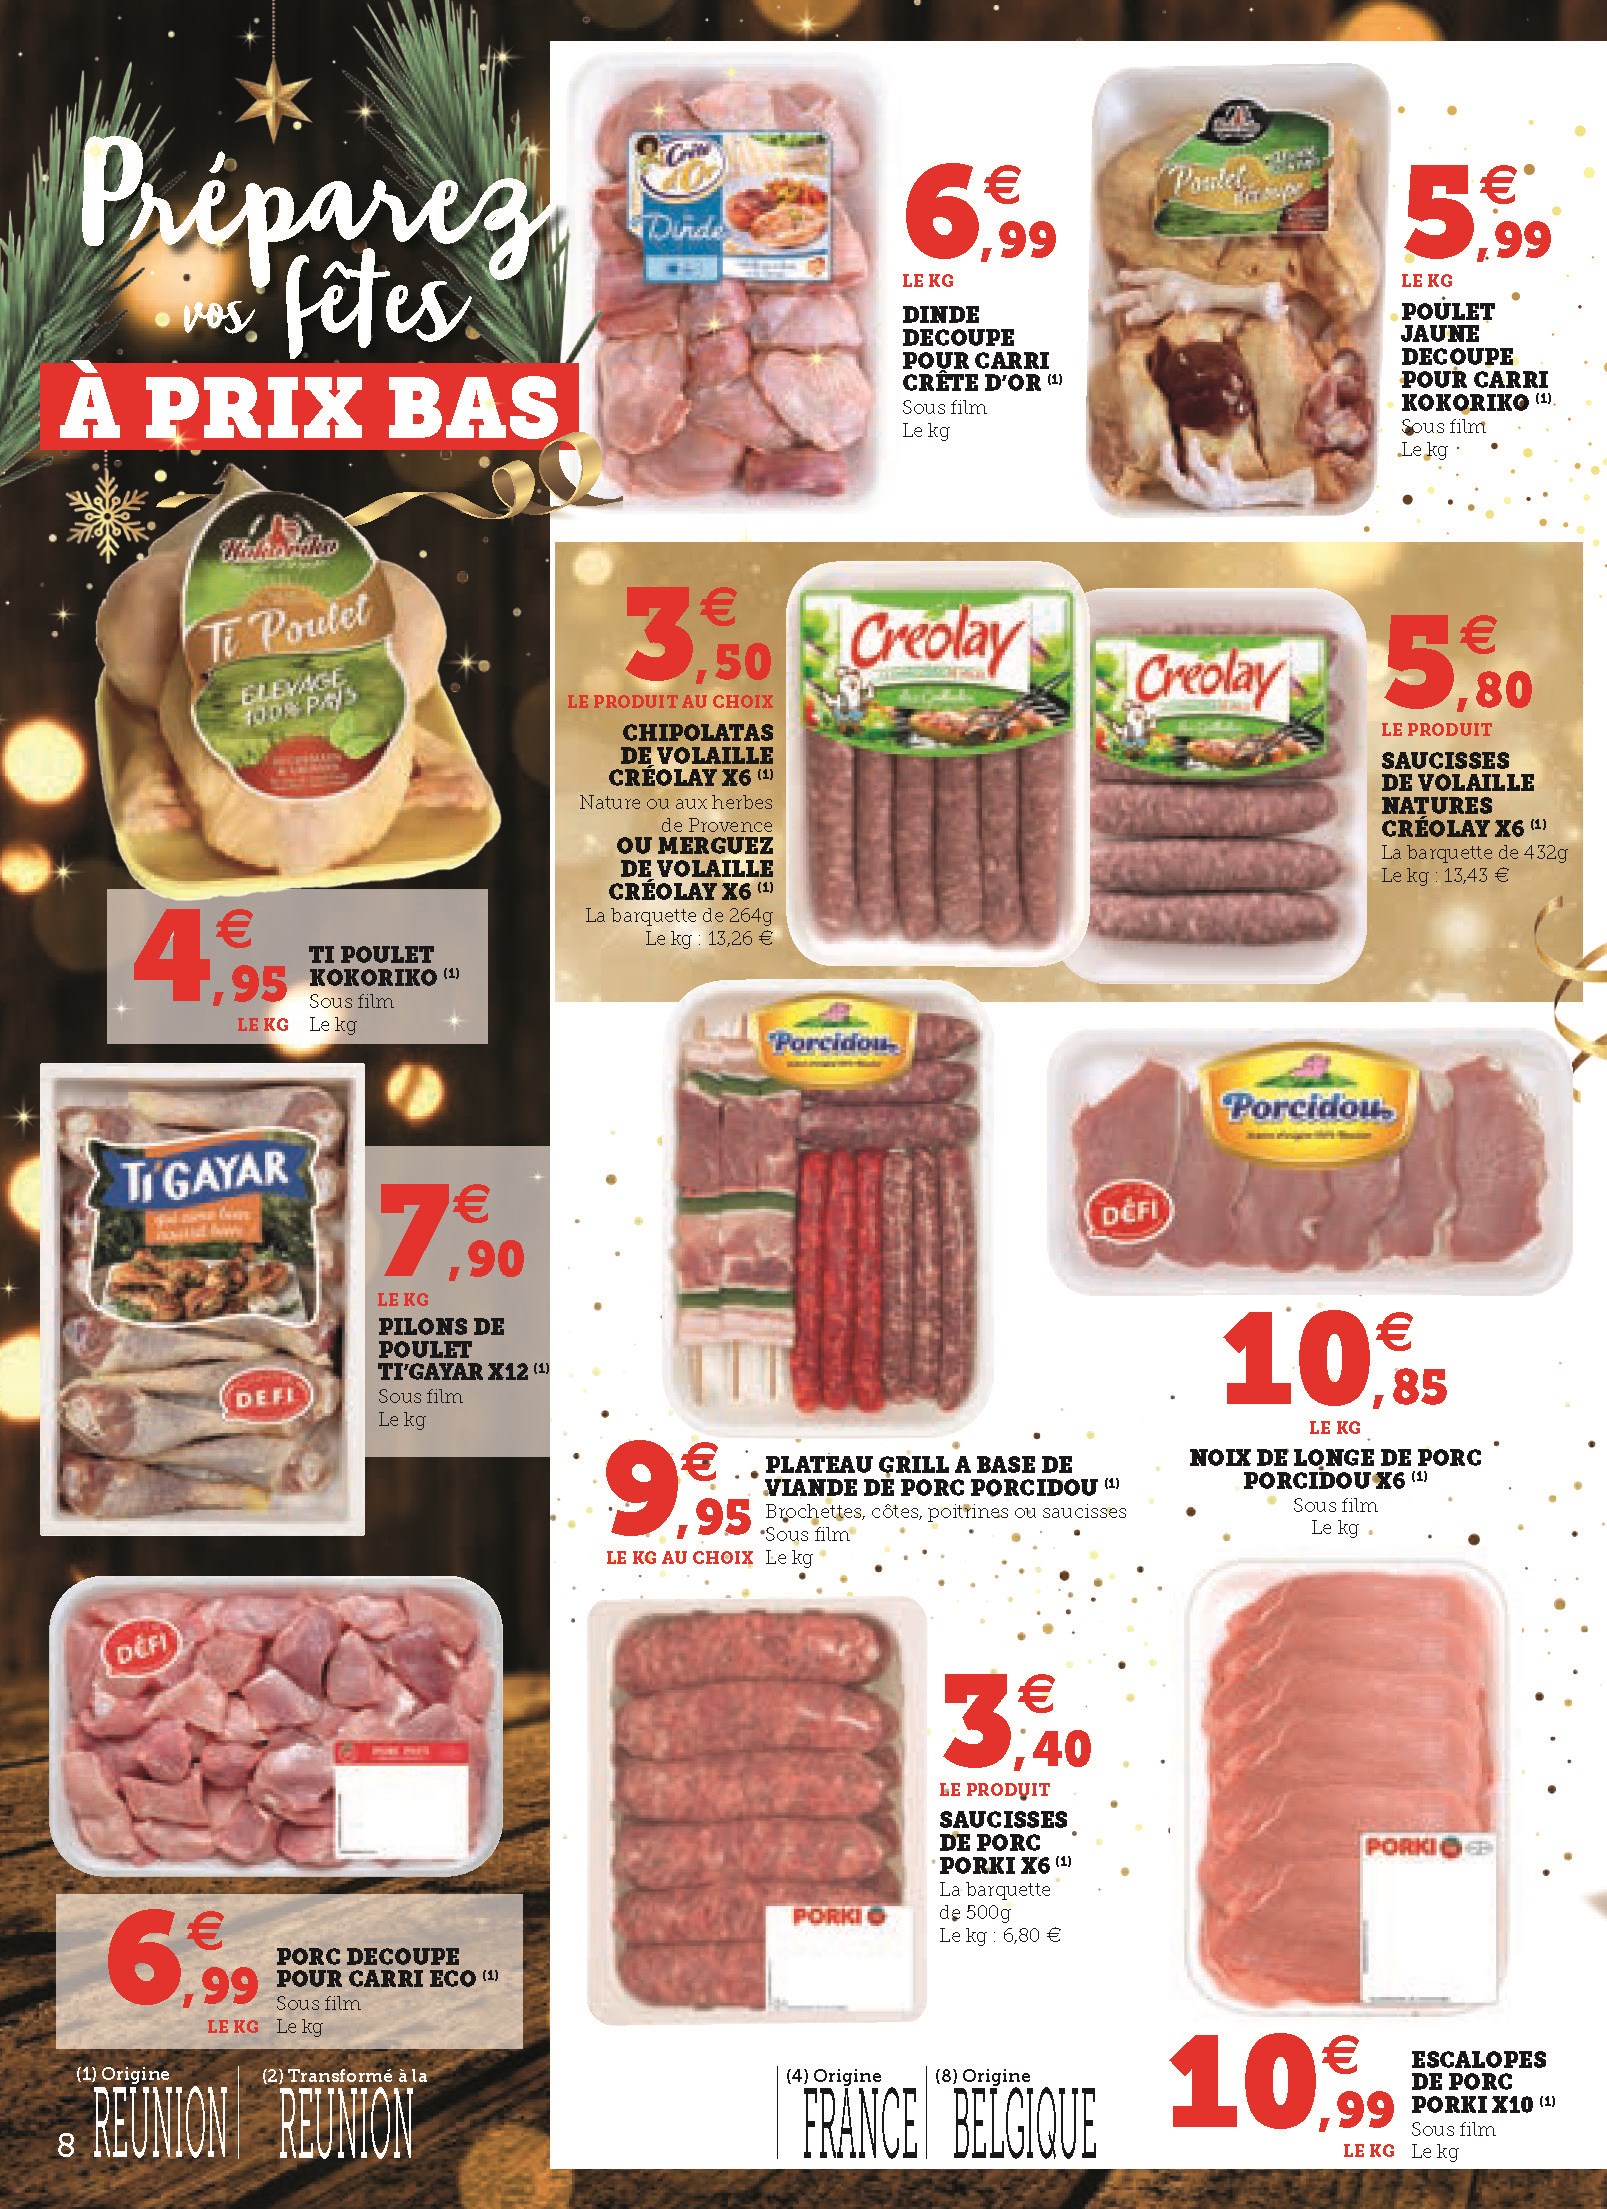 Préparez
vos fêtes
À PRIX BAS
Crête
d'Or
Dinde
6€,99
LE KG
DINDE
DECOUPE
POUR CARRI
CRÊTE D'OR (1)
Sous film
Le kg
Poulet
Découpe
5€,99
LE KG
POULET
JAUNE
DECOUPE
POUR CARRI
KOKORIKO (1)
Sous film
Le kg
Kokoriko
Ti Poulet
ELEVAGE
100% PAYS
4€,95
LE KG
TI POULET
KOKORIKO (1)
Sous film
Le kg
3€,50
LE PRODUIT AU CHOIX
CHIPOLATAS
DE VOLAILLE
CRÉOLAY X6 (1)
Nature ou aux herbes
de Provence
OU MERGUEZ
DE VOLAILLE
CRÉOLAY X6 (1)
La barquette de 264g
Le kg : 13,26 €
Créolay
Créolay
5€,80
LE PRODUIT
SAUCISSES
DE VOLAILLE
NATURES
CRÉOLAY X6 (1)
La barquette de 432g
Le kg : 13,43 €
TI'GAYAR
DEFI
7€,90
LE KG
PILONS DE
POULET
TI'GAYAR X12 (1)
Sous film
Le kg
Porcidou
9€,95
LE KG AU CHOIX
PLATEAU GRILL A BASE DE
VIANDE DE PORC PORCIDOU (1)
Brochettes, côtes, poitrines ou saucisses
Sous film
Le kg
Porcidou
DÉFI
10€,85
LE KG
NOIX DE LONGE DE PORC
PORCIDOU X6 (1)
Sous film
Le kg
DÉFI
6€,99
LE KG
PORC DECOUPE
POUR CARRI ECO (1)
Sous film
Le kg
PORKI
3€,40
LE PRODUIT
SAUCISSES
DE PORC
PORKI X6 (1)
La barquette
de 500g
Le kg : 6,80 €
PORKI
10€,99
LE KG
ESCALOPES
DE PORC
PORKI X10 (1)
Sous film
Le kg
(1) Origine
REUNION
(2) Transformé à la
REUNION
(4) Origine
FRANCE
(8) Origine
BELGIQUE
8